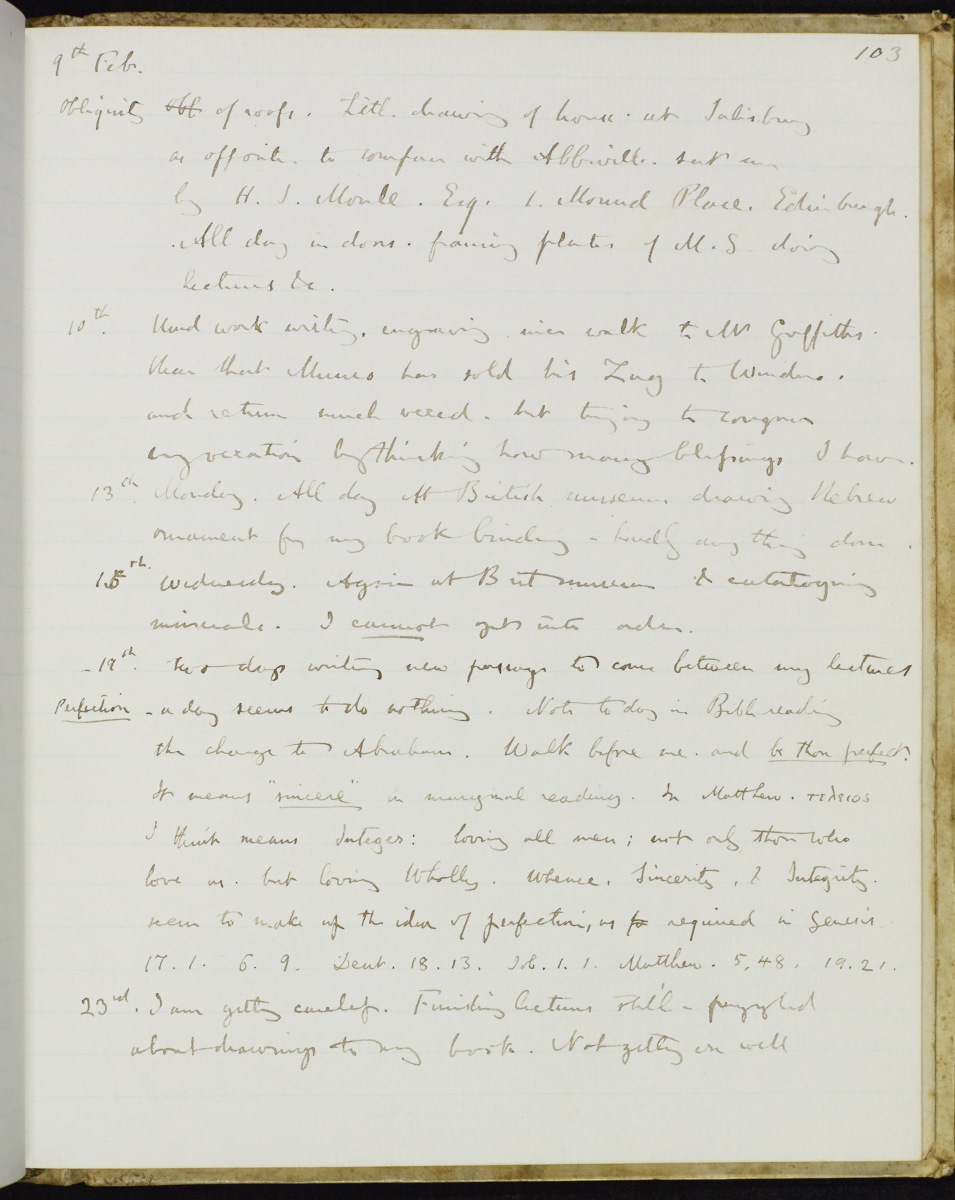 103
9th Feb.
Obliquity Obl of roofs. Litl. drawing of house at Salisbury
as opposite. to compare with Abbeville. sent me
by H. J. Moule. Esq. 1. Mound Place. Edinburgh.
All day in doors. framing plates of M.S. doing
Lectures &c.
10th. Hard work writing, engraving. nice walk to Mr Griffiths.
Hear that Munro has sold his Zug to Windus.
and return much vexed. but trying to conquer
my vexation by thinking how many blessings I have.
13th. Monday. All day at British museum drawing Hebrew
ornament for my book binding - hardly any thing done.
15th. Wednesday. Again at Brit museum & cataloguing
minerals. I cannot get into order.
19th. two days writing new passage to come between my lectures
Perfection - a day seems to do nothing. Note to day in Bible reading
the change to Abraham. Walk before me. and be thou perfect.
It means "sincere" in marginal reading. In Matthew. τελειος
I think means Integer: loving all men; not only those who
love us. but loving Wholly. Whence, Sincerity, & Integrity.
seem to make up the idea of perfection, as required in Genesis
17. 1. 6. 9. Deut. 18. 13. Job. 1. 1. Matthew. 5, 48. 19. 21.
23rd. I am getting careless. Finishing lectures still - puzzled
about drawings to my book. Not getting on well